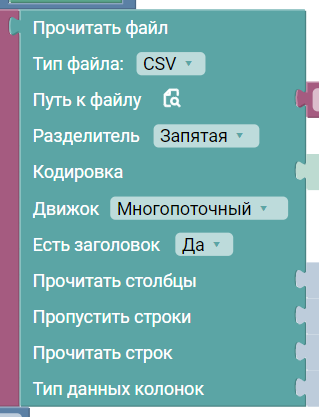 Прочитать файл
Тип файла: CSV
Путь к файлу
Разделитель Запятая
Кодировка
Движок Многопоточный
Есть заголовок Да
Прочитать столбцы
Пропустить строки
Прочитать строк
Тип данных колонок